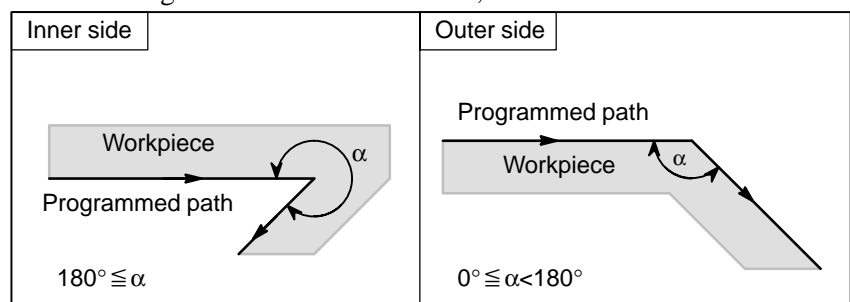 Inner side
Workpiece
α
Programmed path
180° ≦ α
Outer side
Programmed path
α
Workpiece
0° ≦ α<180°